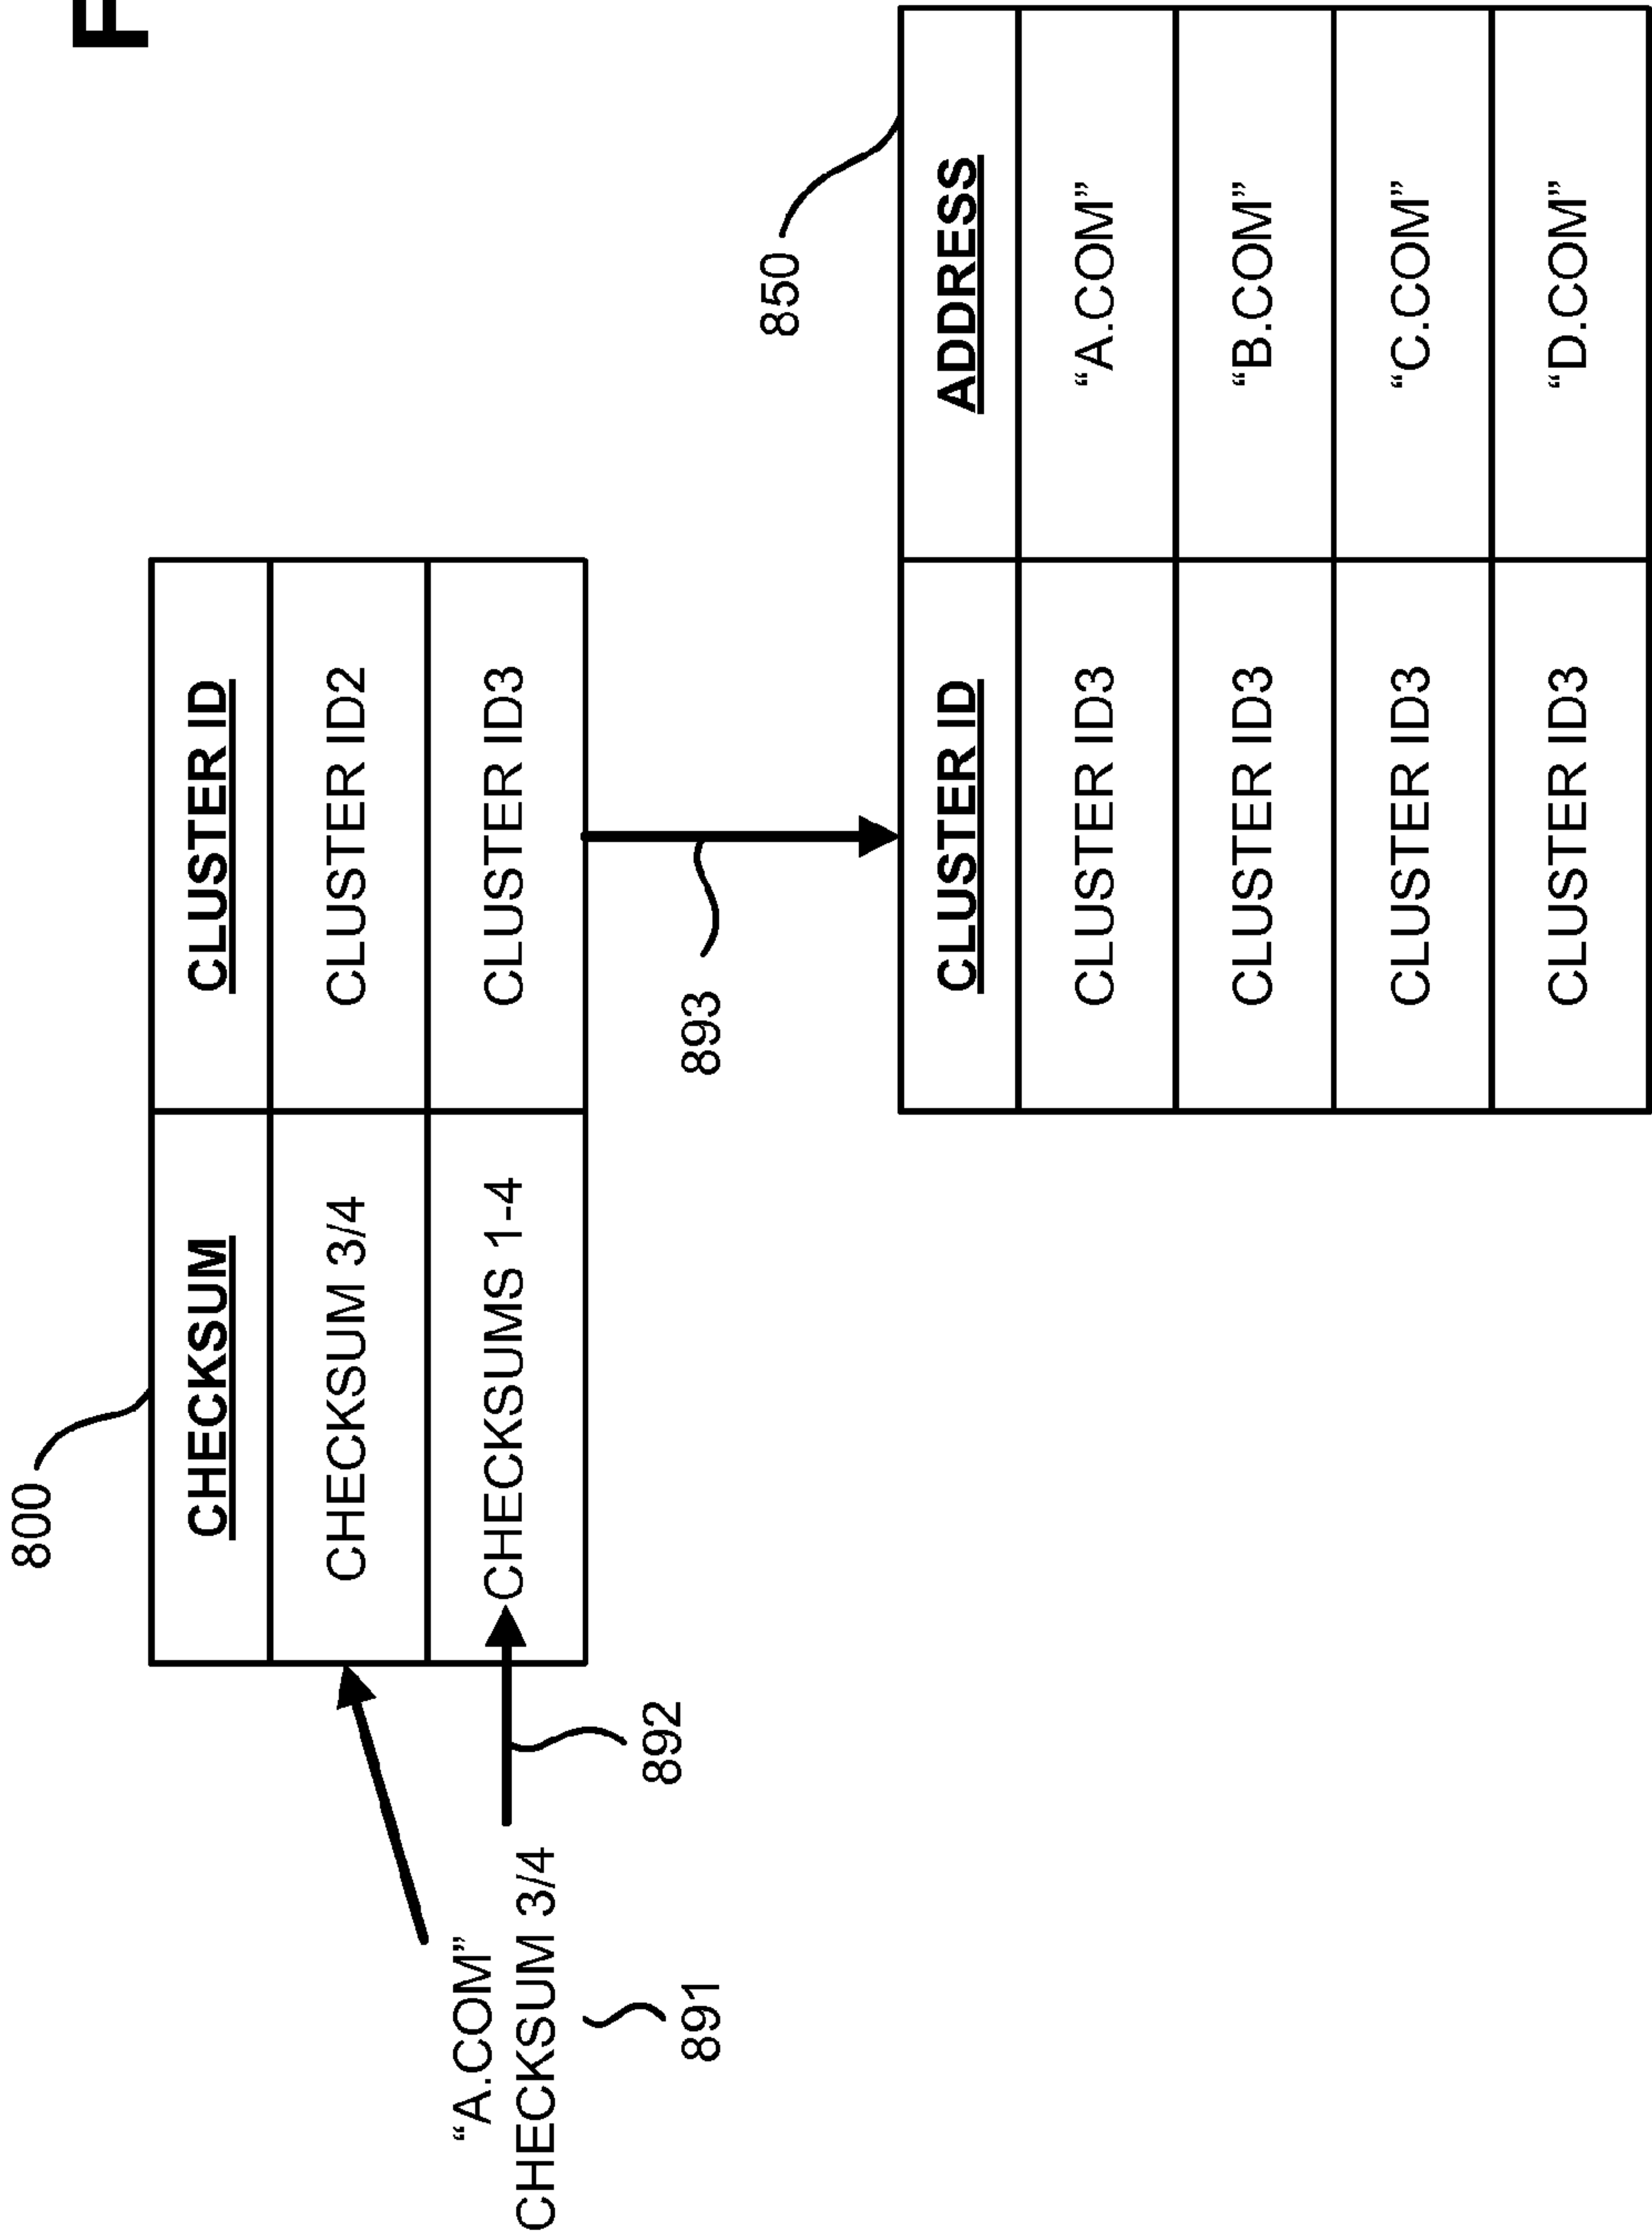 F
800
CHECKSUM CLUSTER ID
CHECKSUM 3/4 CLUSTER ID2
CHECKSUMS 1-4 CLUSTER ID3
“A.COM”
CHECKSUM 3/4
891
892
893
850
CLUSTER ID ADDRESS
CLUSTER ID3 “A.COM”
CLUSTER ID3 “B.COM”
CLUSTER ID3 “C.COM”
CLUSTER ID3 “D.COM”